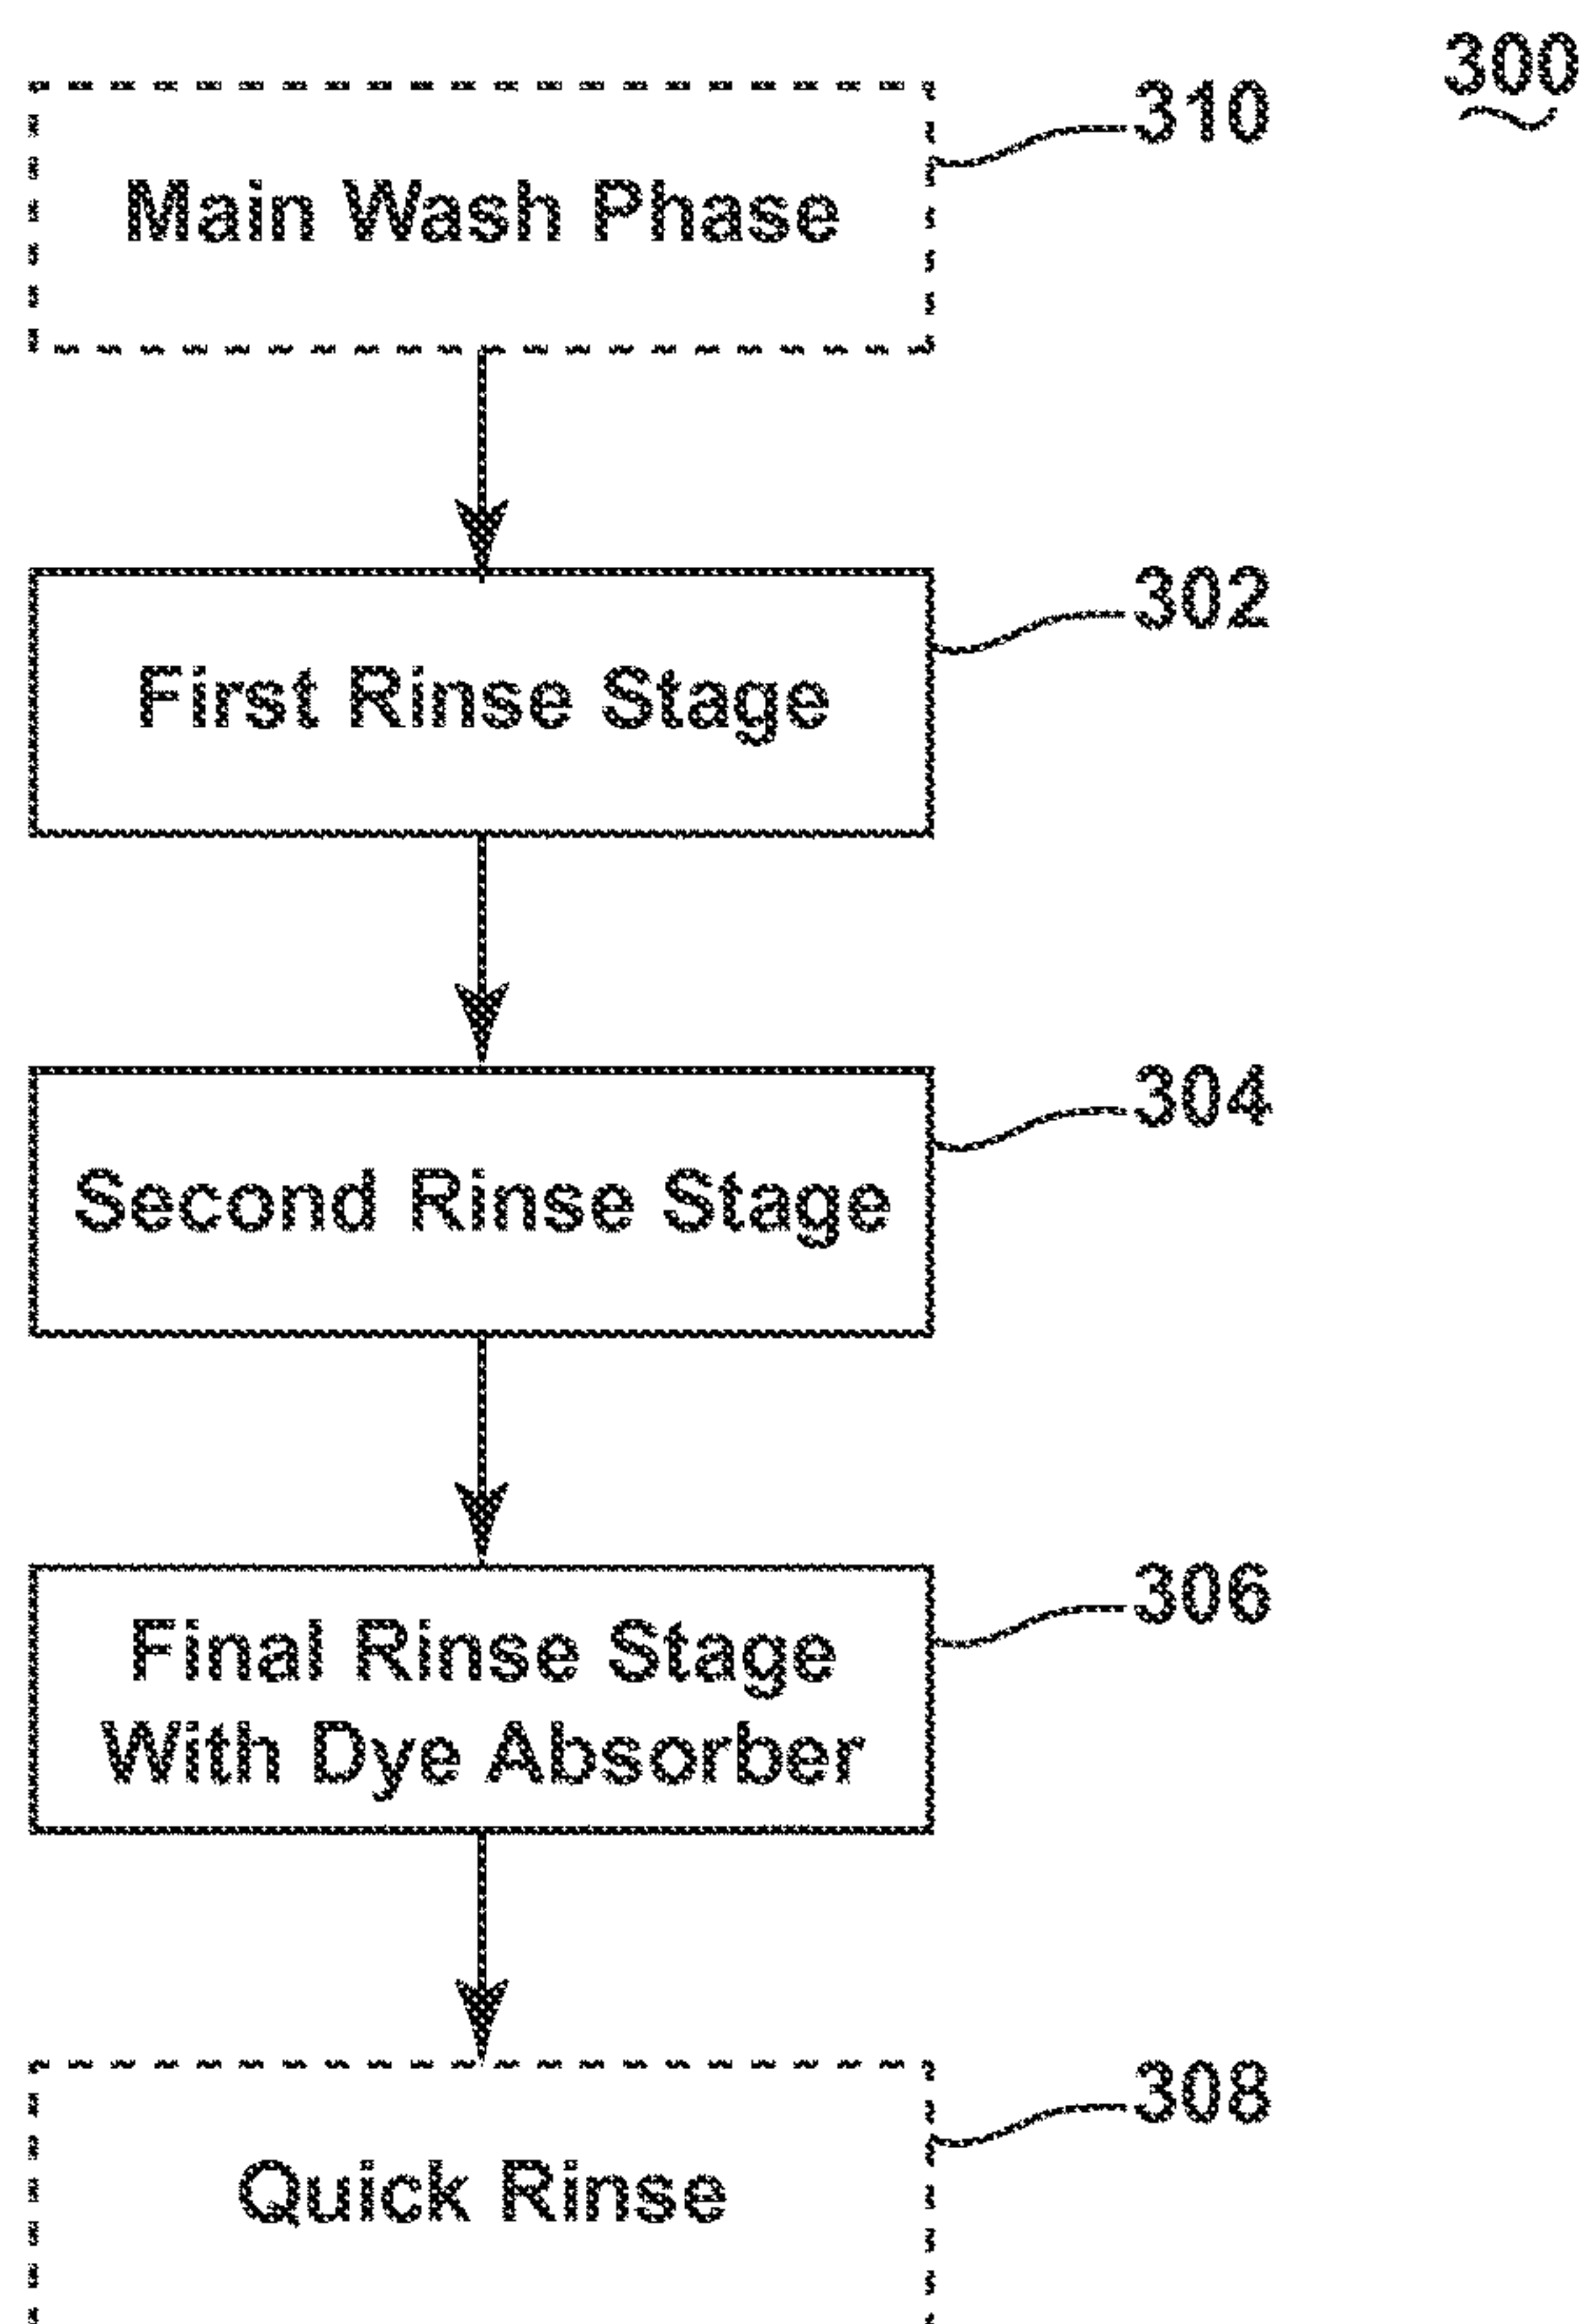 300
310
Main Wash Phase
302
First Rinse Stage
304
Second Rinse Stage
306
Final Rinse Stage
With Dye Absorber
308
Quick Rinse